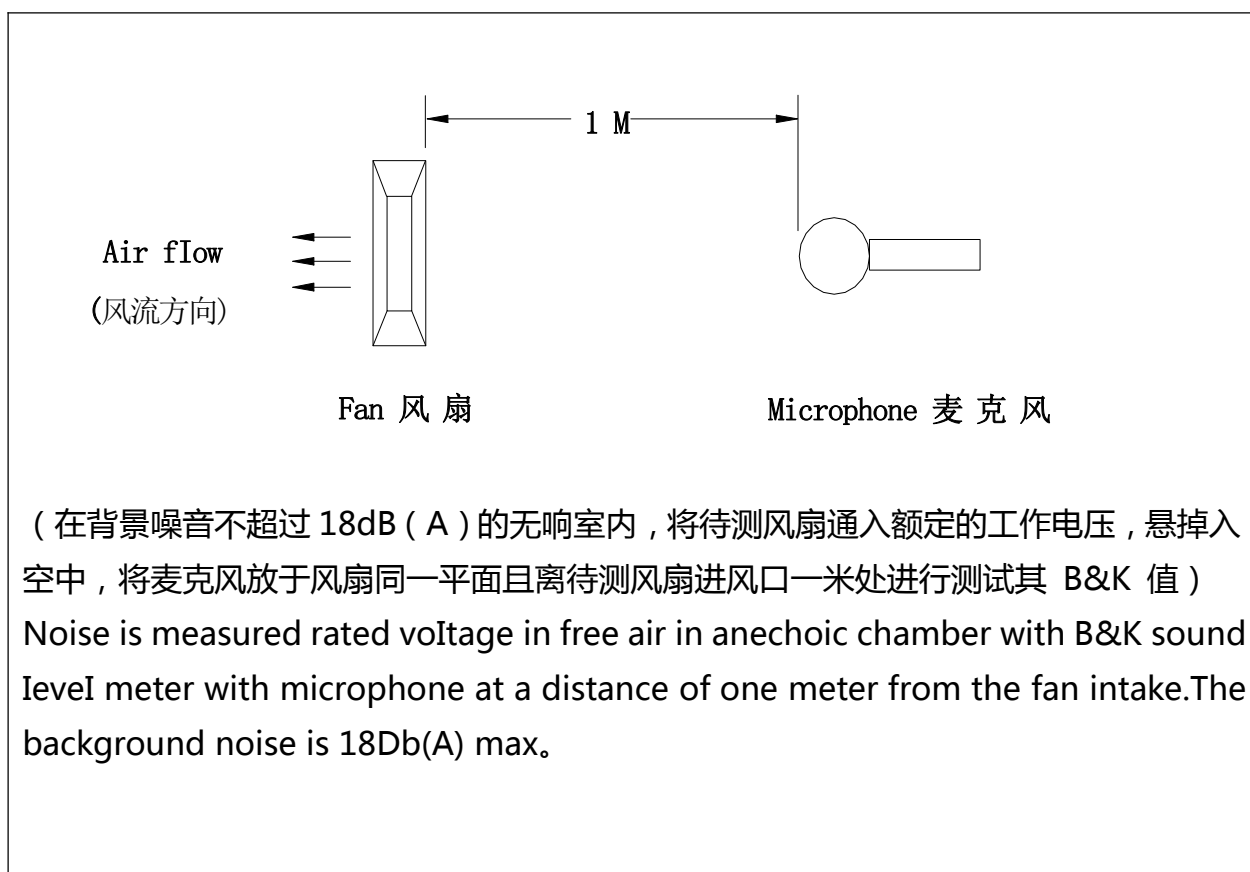 1 M
Air fIow
(风流方向)
Fan 风 扇
Microphone 麦 克 风
（在背景噪音不超过 18dB（A）的无响室内，将待测风扇通入额定的工作电压，悬掉入
空中，将麦克风放于风扇同一平面且离待测风扇进风口一米处进行测试其 B&K 值）
Noise is measured rated voItage in free air in anechoic chamber with B&K sound
IeveI meter with microphone at a distance of one meter from the fan intake.The
background noise is 18Db(A) max。